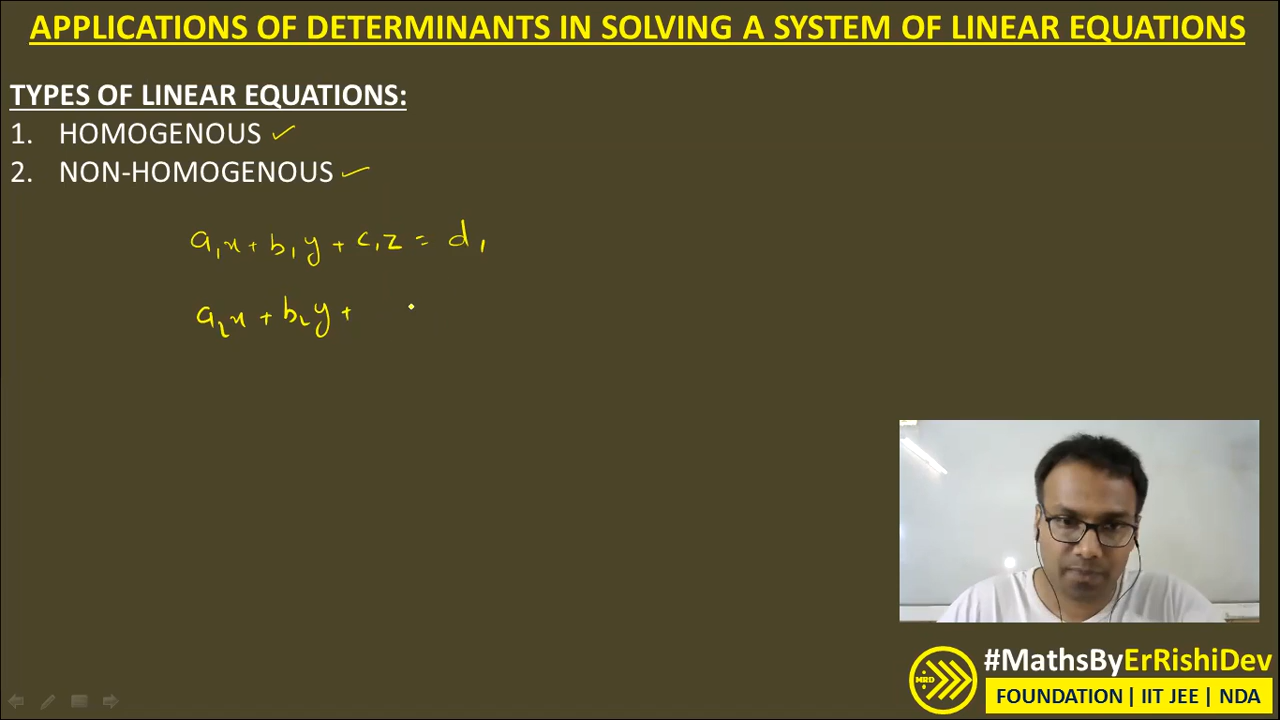 APPLICATIONS OF DETERMINANTS IN SOLVING A SYSTEM OF LINEAR EQUATIONS
TYPES OF LINEAR EQUATIONS:
1. HOMOGENOUS ✓
2. NON-HOMOGENOUS ✓
a₁x + b₁y + c₁z = d₁
a₂x + b₂y +
MRD
#MathsByErRishiDev
FOUNDATION | IIT JEE | NDA